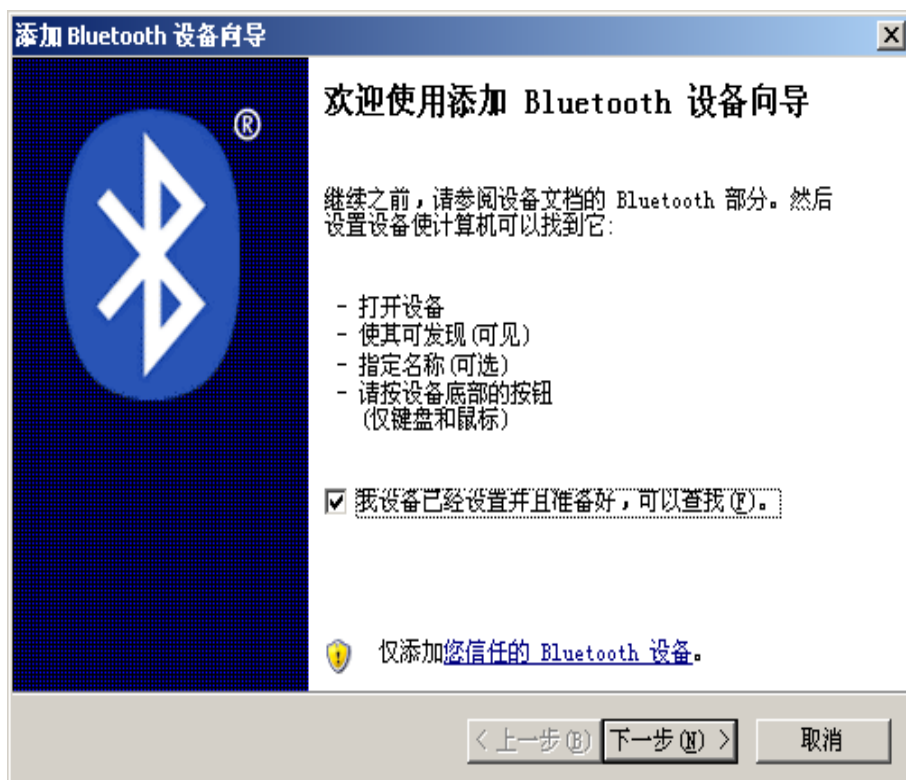 添加 Bluetooth 设备向导
®
欢迎使用添加 Bluetooth 设备向导
继续之前，请参阅设备文档的 Bluetooth 部分。然后
设置设备使计算机可以找到它:
- 打开设备
- 使其可发现(可见)
- 指定名称(可选)
- 请按设备底部的按钮
(仅键盘和鼠标)
我设备已经设置并且准备好，可以查找(F)。
仅添加您信任的 Bluetooth 设备。
< 上一步(B) 下一步(N) > 取消